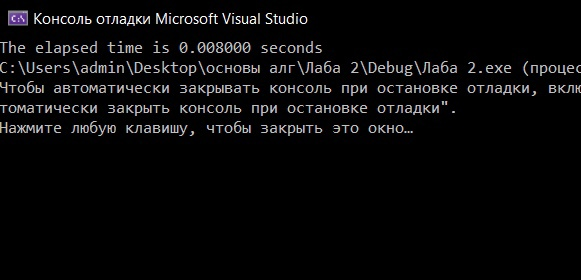 Консоль отладки Microsoft Visual Studio
The elapsed time is 0.008000 seconds
C:\Users\admin\Desktop\основы алг\Лаба 2\Debug\Лаба 2.exe (процес
Чтобы автоматически закрывать консоль при остановке отладки, вклю
томатически закрыть консоль при остановке отладки".
Нажмите любую клавишу, чтобы закрыть это окно…